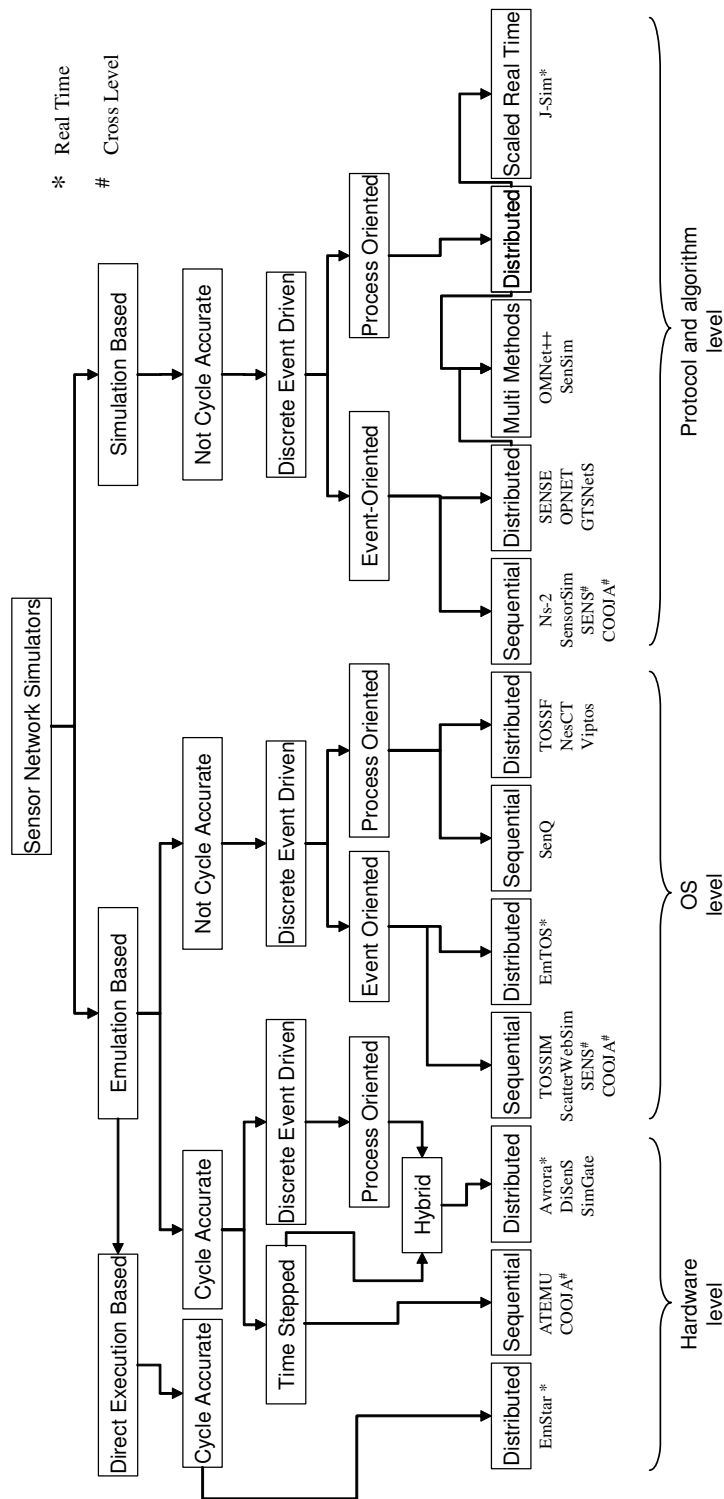 Sensor Network Simulators
* Real Time
# Cross Level
Direct Execution Based
Emulation Based
Simulation Based
Cycle Accurate
Cycle Accurate
Not Cycle Accurate
Not Cycle Accurate
Time Stepped
Discrete Event Driven
Discrete Event Driven
Discrete Event Driven
Process Oriented
Event Oriented
Process Oriented
Event-Oriented
Process Oriented
Hybrid
Distributed
EmStar *
Sequential
ATEMU
COOJA#
Distributed
Avrora*
DiSenS
SimGate
Sequential
TOSSIM
ScatterWebSim
SENS#
COOJA#
Distributed
EmTOS*
Sequential
SenQ
Distributed
TOSSF
NesCT
Viptos
Sequential
Ns-2
SensorSim
SENS#
COOJA#
Distributed
SENSE
OPNET
GTSNetS
Multi Methods
OMNet++
SenSim
Distributed
Scaled Real Time
J-Sim*
Hardware
level
OS
level
Protocol and algorithm
level